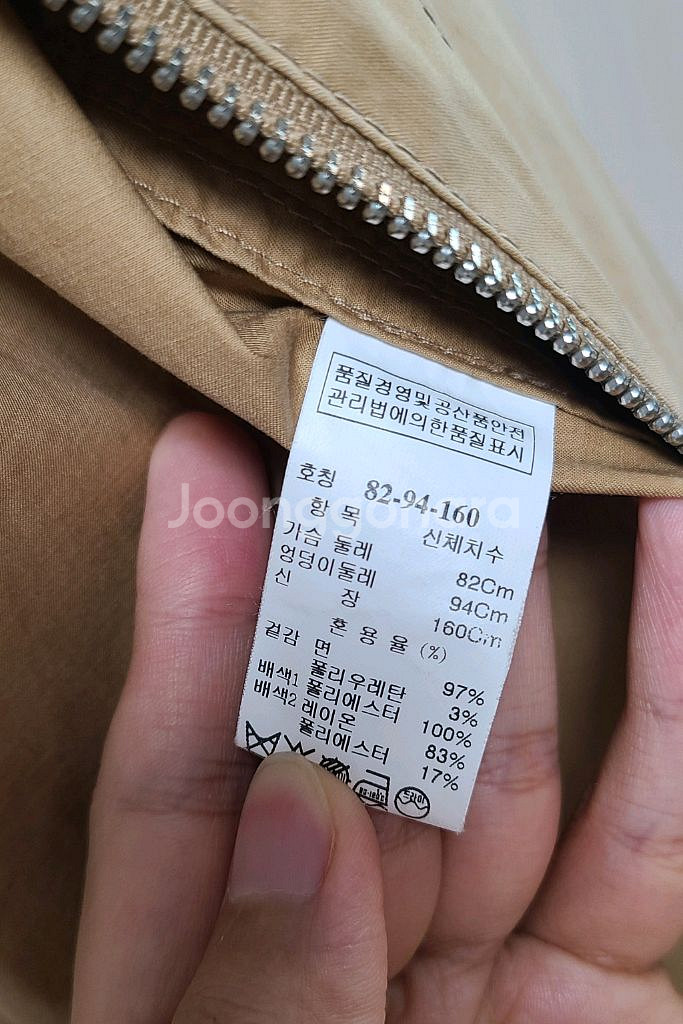 품질경영및공산품안전
관리법에의한품질표시
호칭 82-94-160
항 목 신체치수
가슴 둘레 82Cm
엉덩이둘레 94Cm
신 장 160Cm
혼 용 율 (%)
겉감 면 97%
폴리우레탄 3%
배색1 폴리에스터 100%
배색2 레이온 83%
폴리에스터 17%
드라이
Joonggonara